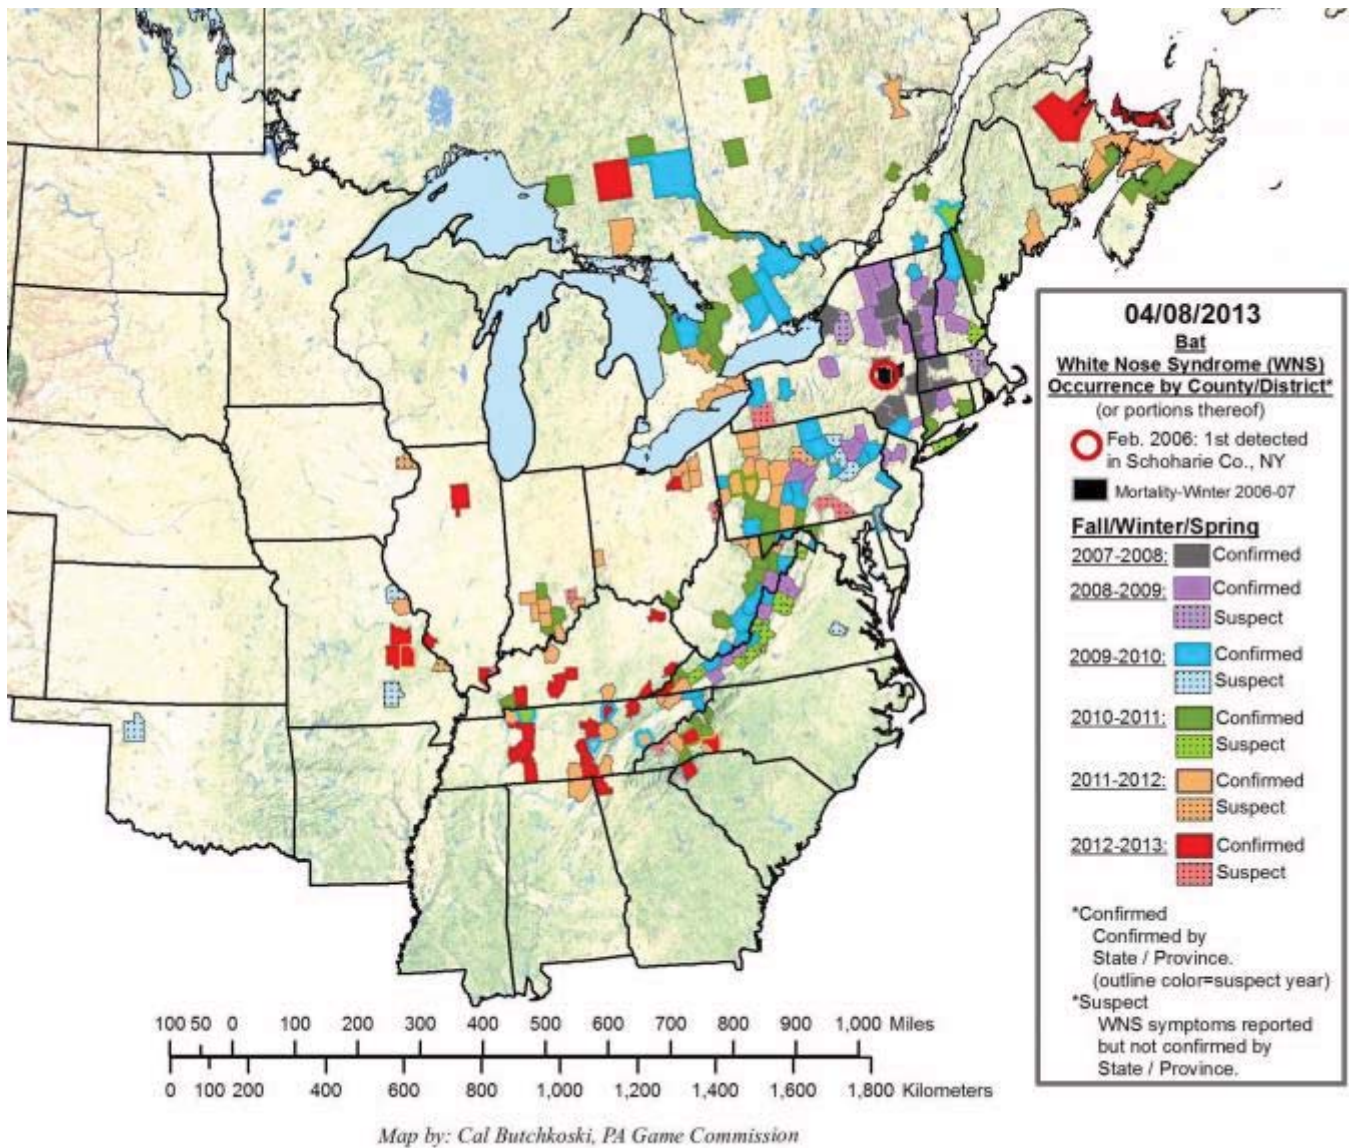 04/08/2013
Bat
White Nose Syndrome (WNS)
Occurrence by County/District*
(or portions thereof)
Feb. 2006: 1st detected
in Schoharie Co., NY
Mortality-Winter 2006-07
Fall/Winter/Spring
2007-2008: Confirmed
2008-2009: Confirmed
Suspect
2009-2010: Confirmed
Suspect
2010-2011: Confirmed
Suspect
2011-2012: Confirmed
Suspect
2012-2013: Confirmed
Suspect
*Confirmed
Confirmed by
State / Province.
(outline color=suspect year)
*Suspect
WNS symptoms reported
but not confirmed by
State / Province.
100 50 0 100 200 300 400 500 600 700 800 900 1,000 Miles
0 100 200 400 600 800 1,000 1,200 1,400 1,600 1,800 Kilometers
Map by: Cal Butchkoski, PA Game Commission